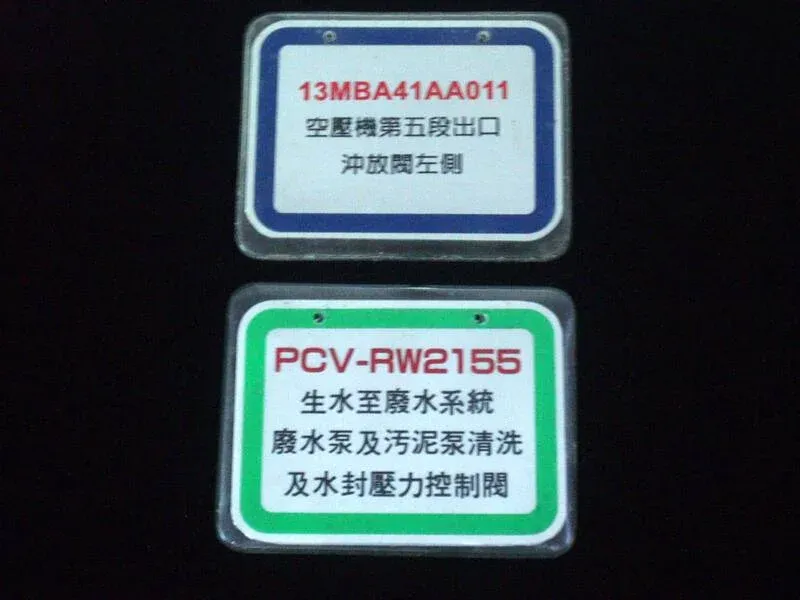 13MBA41AA011
空壓機第五段出口
沖放閥左側
PCV-RW2155
生水至廢水系統
廢水泵及污泥泵清洗
及水封壓力控制閥